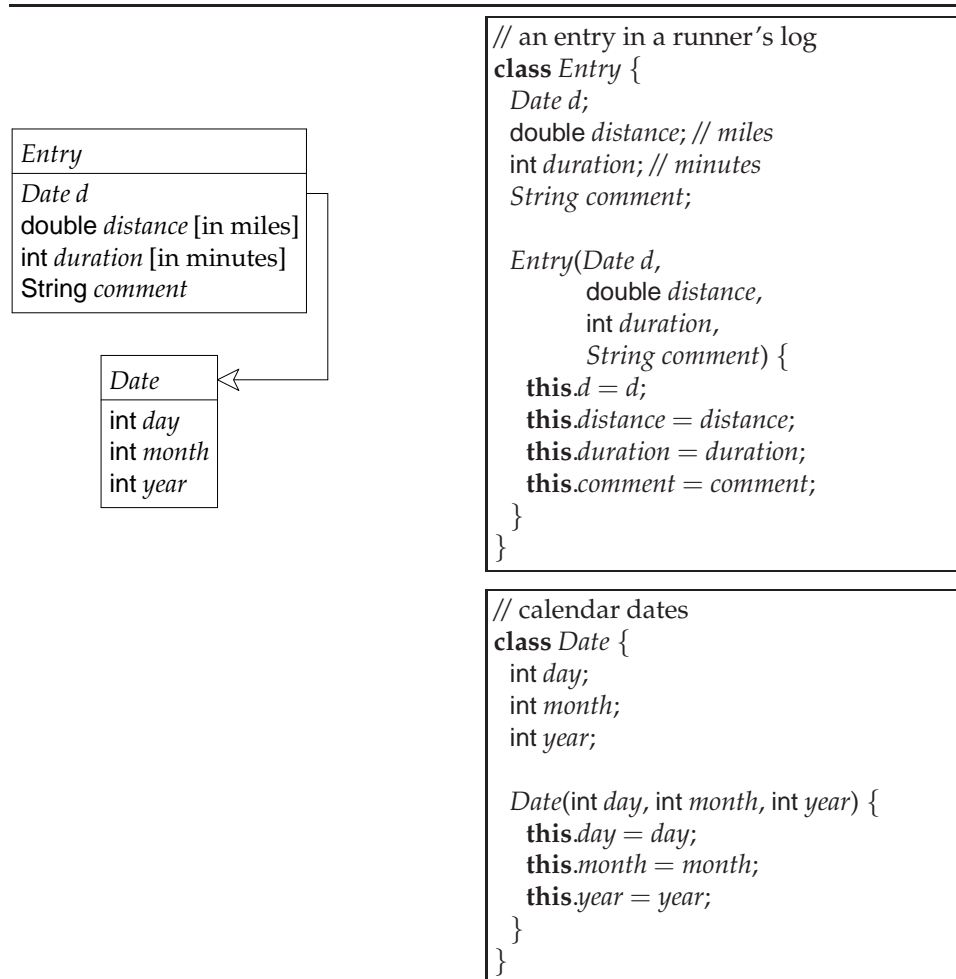 Entry
Date d
double distance [in miles]
int duration [in minutes]
String comment
Date
int day
int month
int year
// an entry in a runner's log
class Entry {
Date d;
double distance; // miles
int duration; // minutes
String comment;
Entry(Date d,
double distance,
int duration,
String comment) {
this.d = d;
this.distance = distance;
this.duration = duration;
this.comment = comment;
}
}
// calendar dates
class Date {
int day;
int month;
int year;
Date(int day, int month, int year) {
this.day = day;
this.month = month;
this.year = year;
}
}